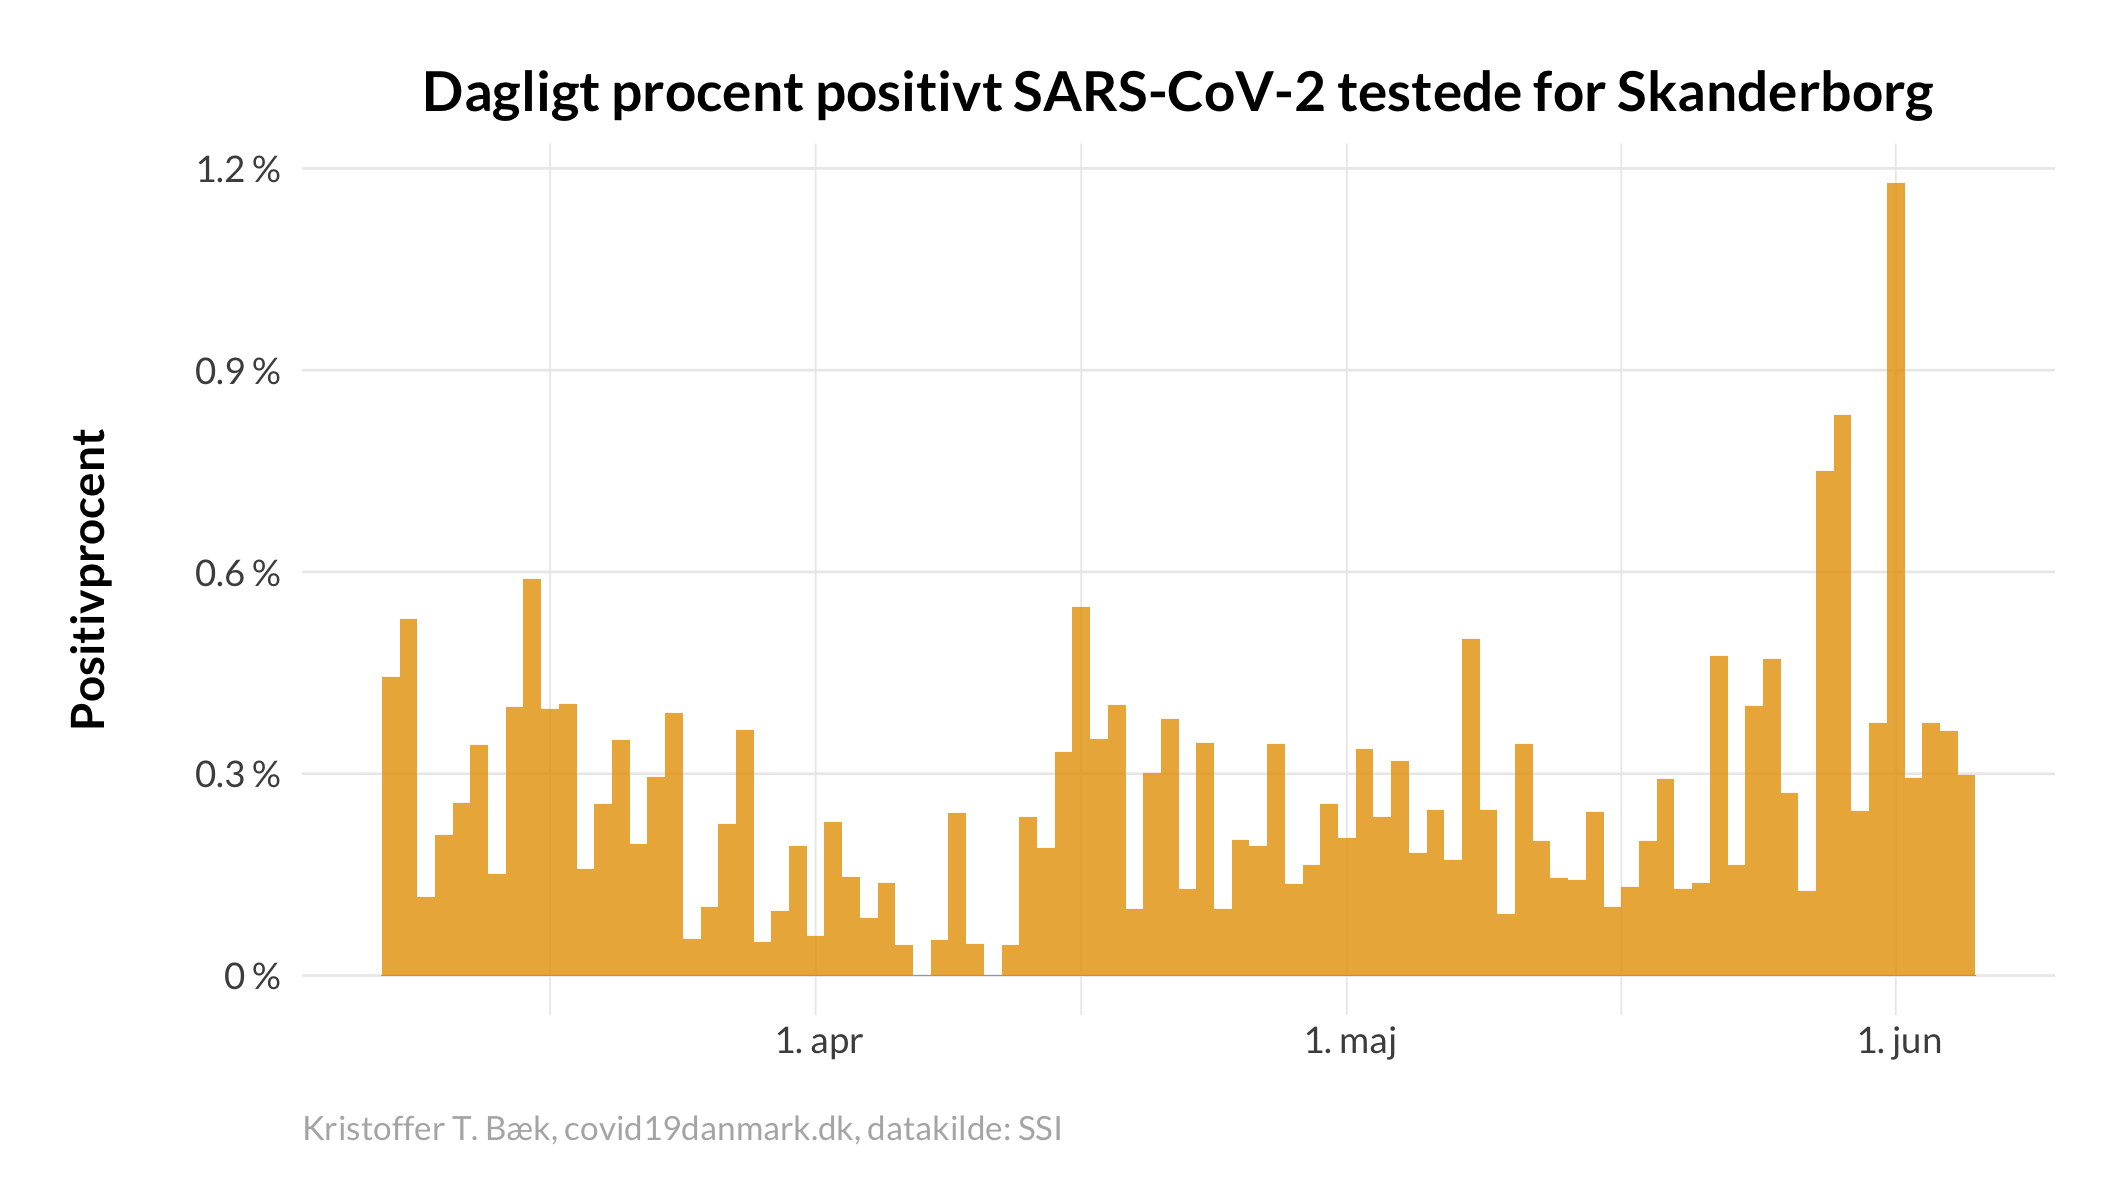 Dagligt procent positivt SARS-CoV-2 testede for Skanderborg
Positivprocent
1.2 %
0.9 %
0.6 %
0.3 %
0 %
1. apr
1. maj
1. jun
Kristoffer T. Bæk, covid19danmark.dk, datakilde: SSI